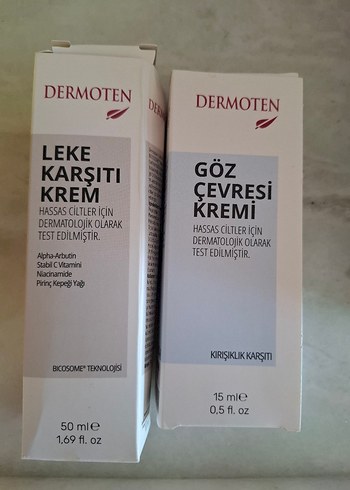 DERMOTEN
LEKE
KARŞITI
KREM
HASSAS CİLTLER İÇİN
DERMATOLOJİK OLARAK
TEST EDİLMİŞTİR.
Alpha-Arbutin
Stabil C Vitamini
Niacinamide
Pirinç Kepeği Yağı
BICOSOME® TEKNOLOJİSİ
50 ml℮
1,69 fl. oz
DERMOTEN
GÖZ
ÇEVRESİ
KREMİ
HASSAS CİLTLER İÇİN
DERMATOLOJİK OLARAK
TEST EDİLMİŞTİR.
KIRIŞIKLIK KARŞITI
15 ml℮
0,5 fl. oz